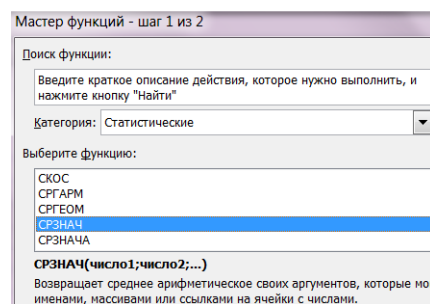 Мастер функций - шаг 1 из 2
Поиск функции:
Введите краткое описание действия, которое нужно выполнить, и
нажмите кнопку "Найти"
Категория: Статистические
Выберите функцию:
СКОС
СРГАРМ
СРГЕОМ
СРЗНАЧ
СРЗНАЧА
СРЗНАЧ(число1;число2;...)
Возвращает среднее арифметическое своих аргументов, которые мо
именами, массивами или ссылками на ячейки с числами.